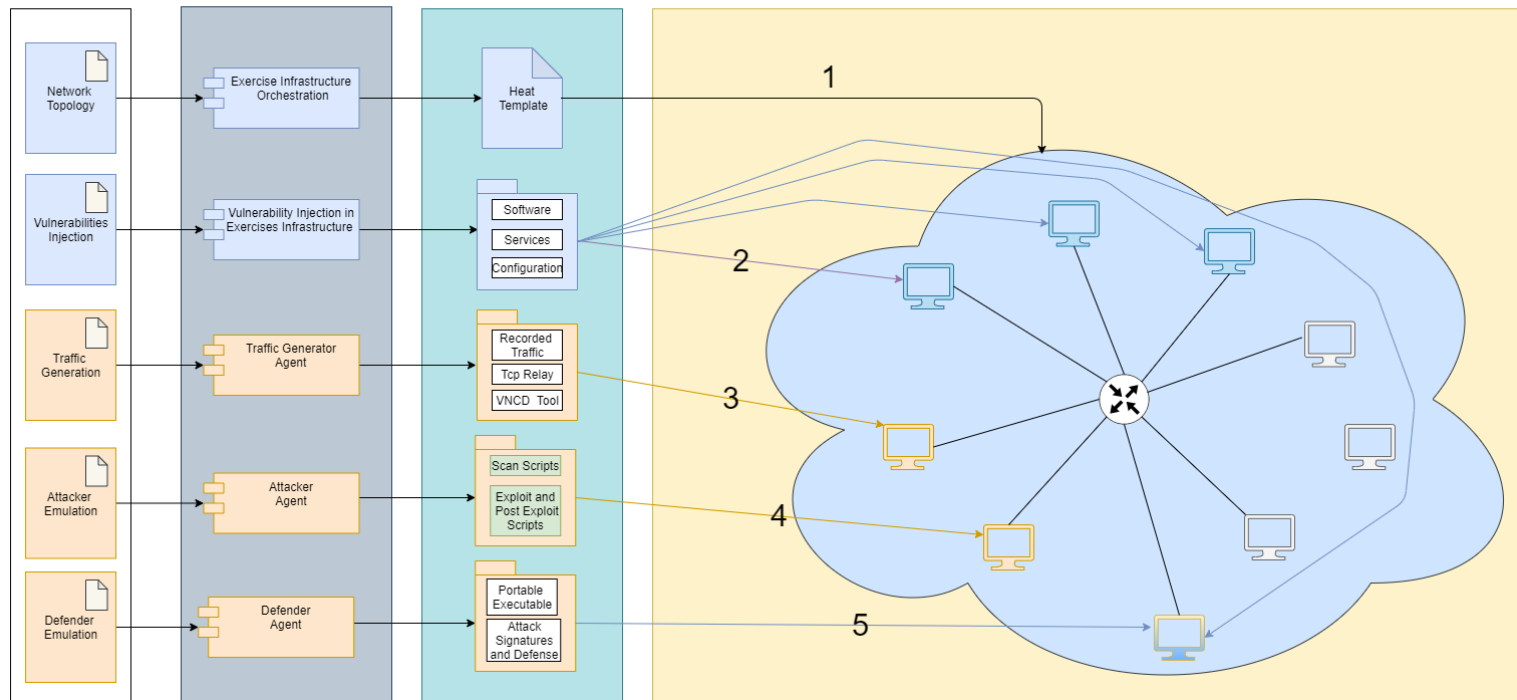 Network
Topology
Exercise Infrastructure
Orchestration
Heat
Template
1
Vulnerabilities
Injection
Vulnerability Injection in
Exercises Infrastructure
Software
Services
Configuration
2
Traffic
Generation
Traffic Generator
Agent
Recorded
Traffic
Tcp Relay
VNCD Tool
3
Attacker
Emulation
Attacker
Agent
Scan Scripts
Exploit and
Post Exploit
Scripts
4
Defender
Emulation
Defender
Agent
Portable
Executable
Attack
Signatures
and Defense
5